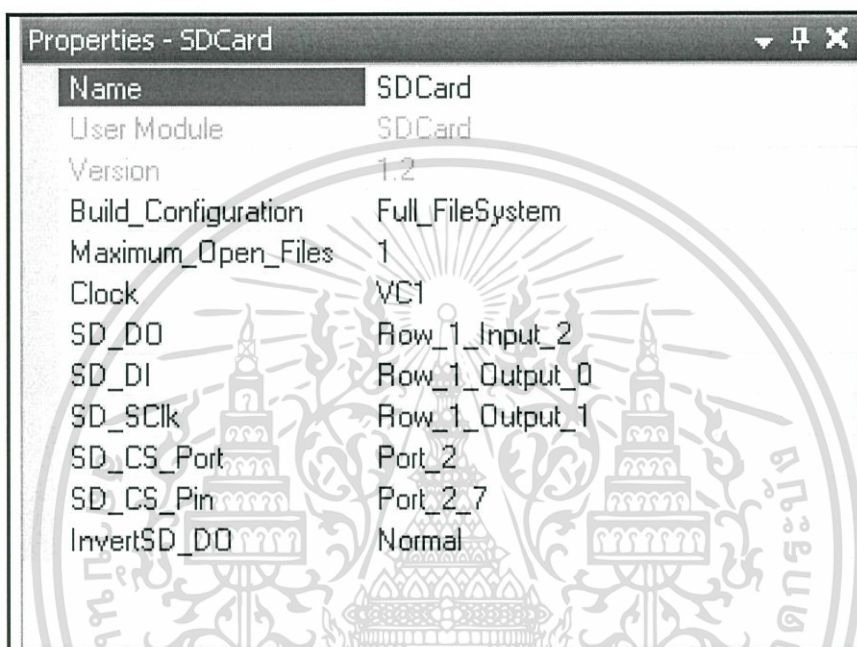 Properties - SDCard
Name SDCard
User Module SDCard
Version 1.2
Build_Configuration Full_FileSystem
Maximum_Open_Files 1
Clock VC1
SD_DO Row_1_Input_2
SD_DI Row_1_Output_0
SD_SClk Row_1_Output_1
SD_CS_Port Port_2
SD_CS_Pin Port_2_7
InvertSD_DO Normal